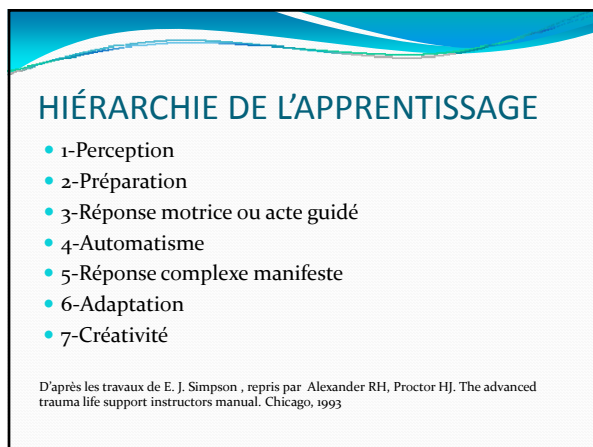 HIÉRARCHIE DE L’APPRENTISSAGE
• 1-Perception
• 2-Préparation
• 3-Réponse motrice ou acte guidé
• 4-Automatisme
• 5-Réponse complexe manifeste
• 6-Adaptation
• 7-Créativité
D’après les travaux de E. J. Simpson , repris par Alexander RH, Proctor HJ. The advanced
trauma life support instructors manual. Chicago, 1993